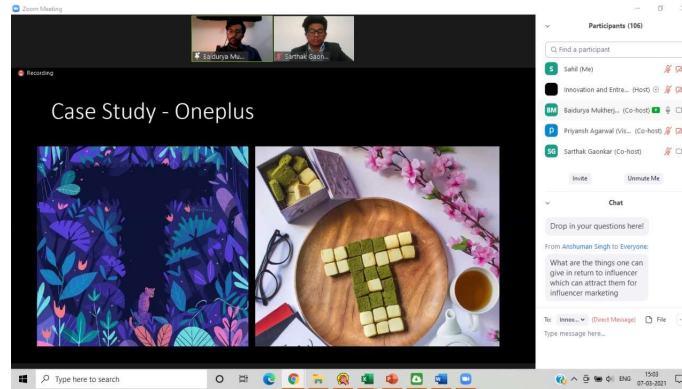 Zoom Meeting
Baidurya Mu...
Sarthak Gaon...
Recording
Case Study - Oneplus
Participants (106)
Find a participant
S Sahil (Me)
Innovation and Entre... (Host)
BM Baidurya Mukherj... (Co-host)
P Priyansh Agarwal (Vis... (Co-host)
SG Sarthak Gaonkar (Co-host)
Invite
Unmute Me
Chat
Drop in your questions here!
From Anshuman Singh to Everyone:
What are the things one can
give in return to influencer
which can attract them for
influencer marketing
To: Innov... (Direct Message) File
Type message here...
Type here to search
ENG
15:03
07-03-2021